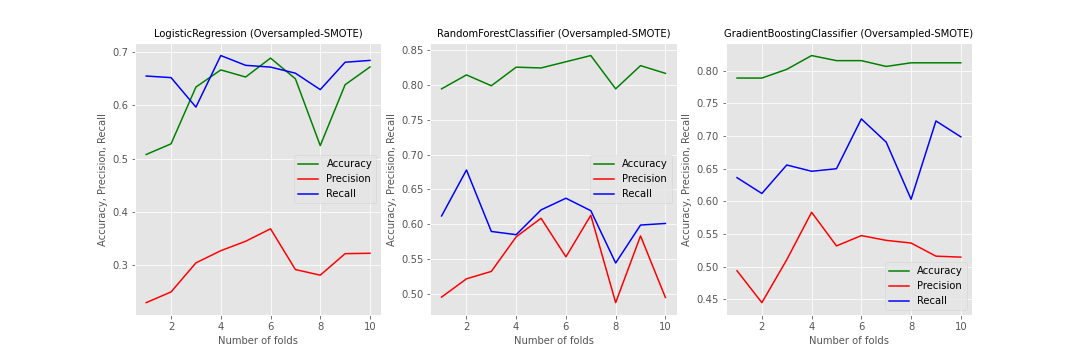 LogisticRegression (Oversampled-SMOTE)
0.7
0.6
0.5
0.4
0.3
Accuracy, Precision, Recall
Accuracy
Precision
Recall
2
4
6
8
10
Number of folds
RandomForestClassifier (Oversampled-SMOTE)
0.85
0.80
0.75
0.70
0.65
0.60
0.55
0.50
Accuracy, Precision, Recall
Accuracy
Precision
Recall
2
4
6
8
10
Number of folds
GradientBoostingClassifier (Oversampled-SMOTE)
0.80
0.75
0.70
0.65
0.60
0.55
0.50
0.45
Accuracy, Precision, Recall
Accuracy
Precision
Recall
2
4
6
8
10
Number of folds